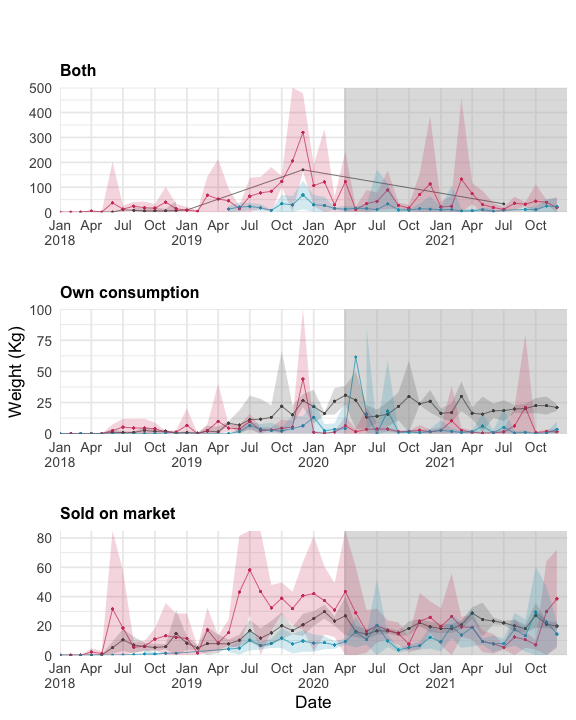 Both
500
400
300
200
100
0
Jan Apr Jul Oct Jan Apr Jul Oct Jan Apr Jul Oct Jan Apr Jul Oct
2018 2019 2020 2021
Own consumption
100
75
50
25
0
Jan Apr Jul Oct Jan Apr Jul Oct Jan Apr Jul Oct Jan Apr Jul Oct
2018 2019 2020 2021
Weight (Kg)
Sold on market
80
60
40
20
0
Jan Apr Jul Oct Jan Apr Jul Oct Jan Apr Jul Oct Jan Apr Jul Oct
2018 2019 2020 2021
Date